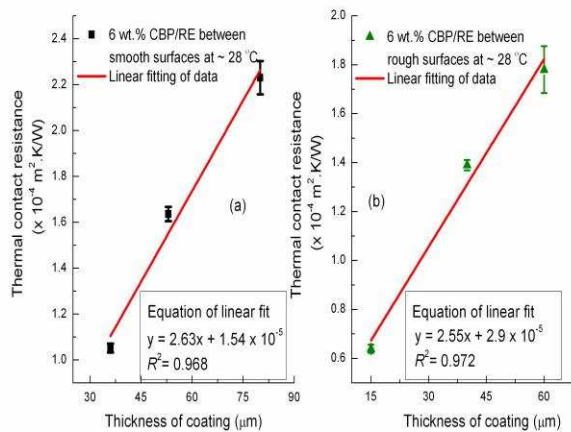 6 wt.% CBP/RE between
smooth surfaces at ~ 28 °C
Linear fitting of data
Thermal contact resistance
(x 10-4 m2.K/W)
2.4
2.2
2.0
1.8
1.6
1.4
1.2
1.0
(a)
Equation of linear fit
y = 2.63x + 1.54 x 10-5
R2= 0.968
30 45 60 75 90
Thickness of coating (μm)
6 wt.% CBP/RE between
rough surfaces at ~ 28°C
Linear fitting of data
Thermal contact resistance
(x 10-4 m2.K/W)
2.0
1.8
1.6
1.4
1.2
1.0
0.8
0.6
(b)
Equation of linear fit
y = 2.55x + 2.9 x 10-5
R2= 0.972
15 30 45 60
Thickness of coating (μm)